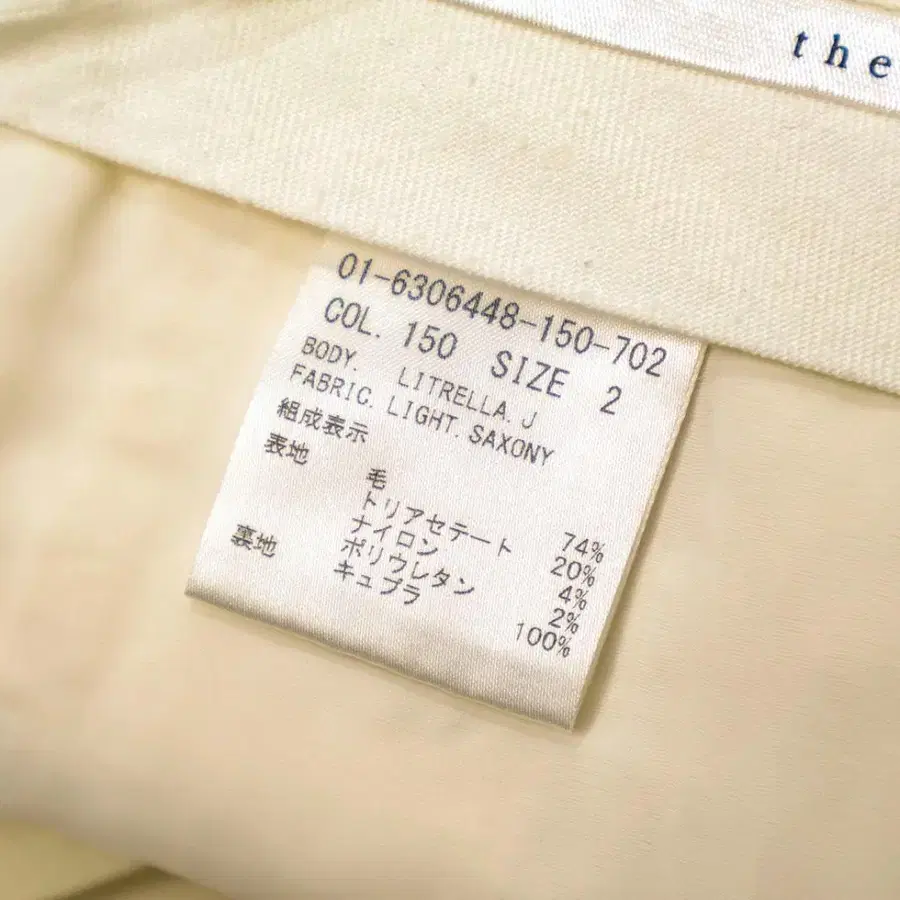 the
01-6306448-150-702
COL. 150 SIZE 2
BODY. LITRELLA.J
FABRIC. LIGHT.SAXONY
組成表示
表地 毛 74%
トリアセテート 20%
ナイロン 4%
ポリウレタン 2%
裏地 キュプラ 100%